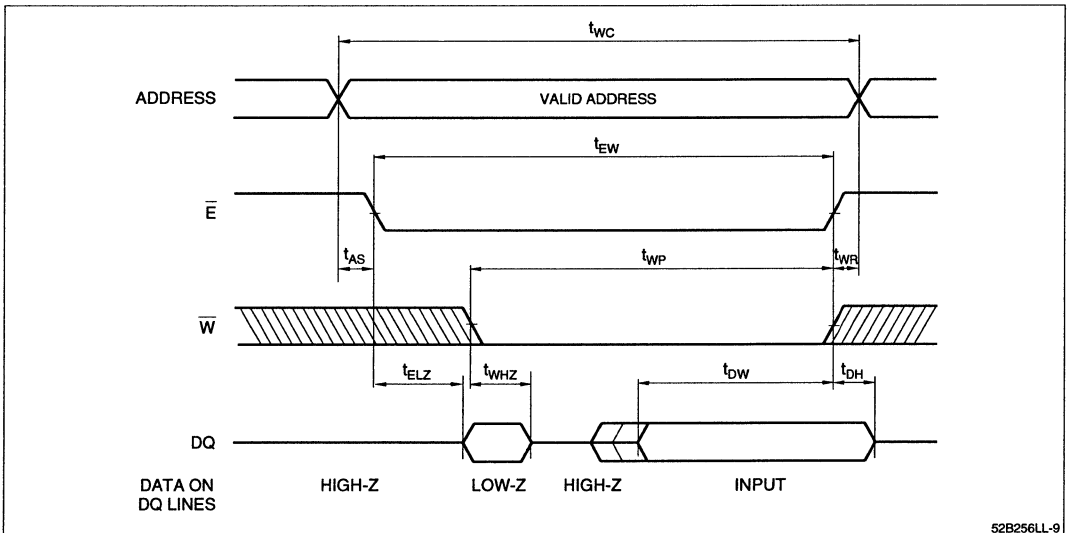 tWC
ADDRESS
VALID ADDRESS
tEW
E
tAS
tWP
tWR
W
tELZ
tWHZ
tDW
tDH
DQ
DATA ON
DQ LINES
HIGH-Z
LOW-Z
HIGH-Z
INPUT
52B256LL-9